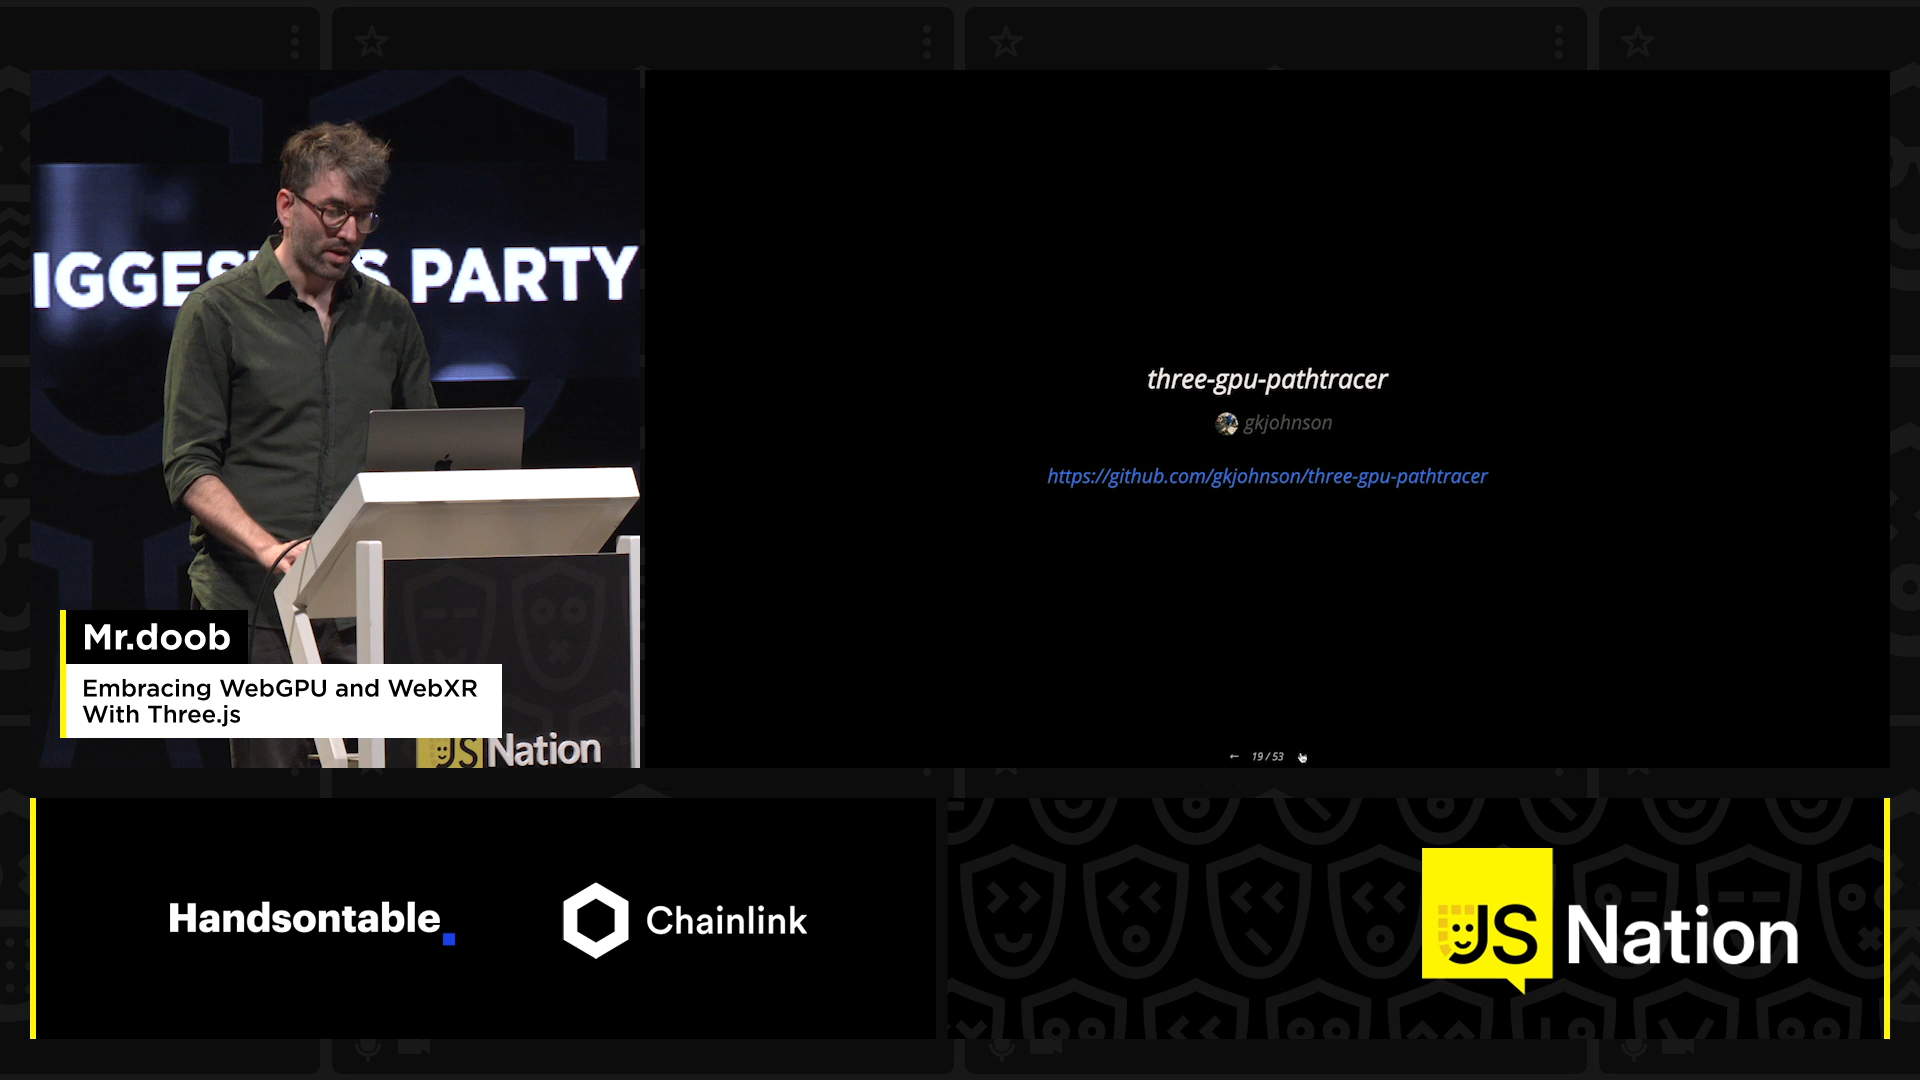 IGGES
S PARTY
Mr.doob
Embracing WebGPU and WebXR
With Three.js
JS Nation
three-gpu-pathtracer
gkjohnson
https://github.com/gkjohnson/three-gpu-pathtracer
← 19 / 53
Handsontable
Chainlink
JS Nation